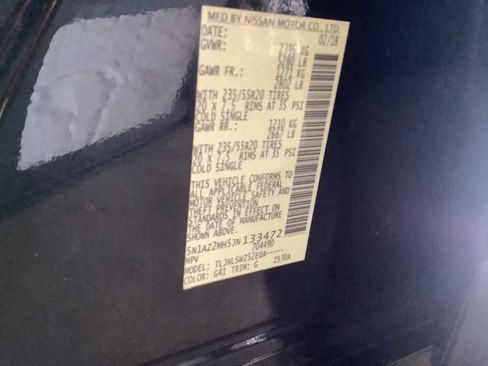 MFD BY NISSAN MOTOR CO., LTD.
DATE: 02/18
GVWR: 2395 KG
5280 LB
GAWR FR.: 1271 KG
2802 LB
WITH 235/55R20 TIRES
20 X 7.5 RIMS AT 35 PSI
COLD SINGLE
GAWR RR.: 1210 KG
2667 LB
WITH 235/55R20 TIRES
20 X 7.5 RIMS AT 35 PSI
COLD SINGLE
THIS VEHICLE CONFORMS TO
ALL APPLICABLE FEDERAL
MOTOR VEHICLE SAFETY AND
THEFT PREVENTION
STANDARDS IN EFFECT ON
THE DATE OF MANUFACTURE
SHOWN ABOVE.
5N1AZ2MH5JN133472
MPV 704490
MODEL: TLJNLSWZ52EUA-----
COLOR: G41 TRIM: G Z530A